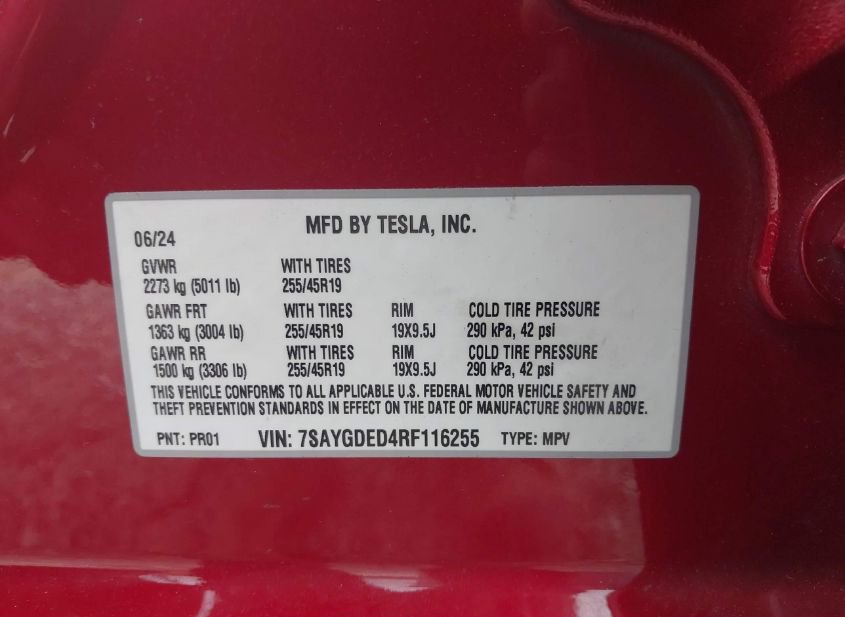 MFD BY TESLA, INC.
06/24
GVWR WITH TIRES
2273 kg (5011 lb) 255/45R19
GAWR FRT WITH TIRES RIM COLD TIRE PRESSURE
1363 kg (3004 lb) 255/45R19 19X9.5J 290 kPa, 42 psi
GAWR RR WITH TIRES RIM COLD TIRE PRESSURE
1500 kg (3306 lb) 255/45R19 19X9.5J 290 kPa, 42 psi
THIS VEHICLE CONFORMS TO ALL APPLICABLE U.S. FEDERAL MOTOR VEHICLE SAFETY AND
THEFT PREVENTION STANDARDS IN EFFECT ON THE DATE OF MANUFACTURE SHOWN ABOVE.
PNT: PR01 VIN: 7SAYGDED4RF116255 TYPE: MPV